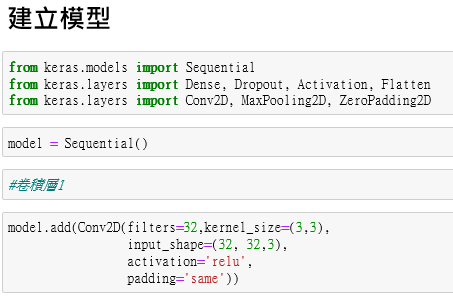 建立模型
from keras.models import Sequential
from keras.layers import Dense, Dropout, Activation, Flatten
from keras.layers import Conv2D, MaxPooling2D, ZeroPadding2D
model = Sequential()
#卷積層1
model.add(Conv2D(filters=32,kernel_size=(3,3),
input_shape=(32, 32,3),
activation='relu',
padding='same'))